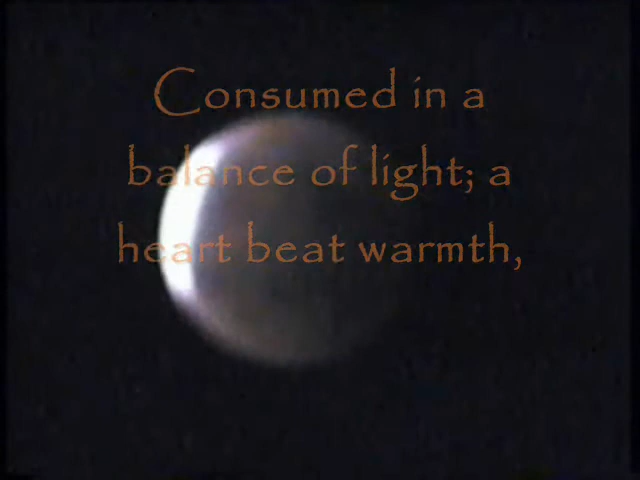 Consumed in a
balance of light; a
heart beat warmth,